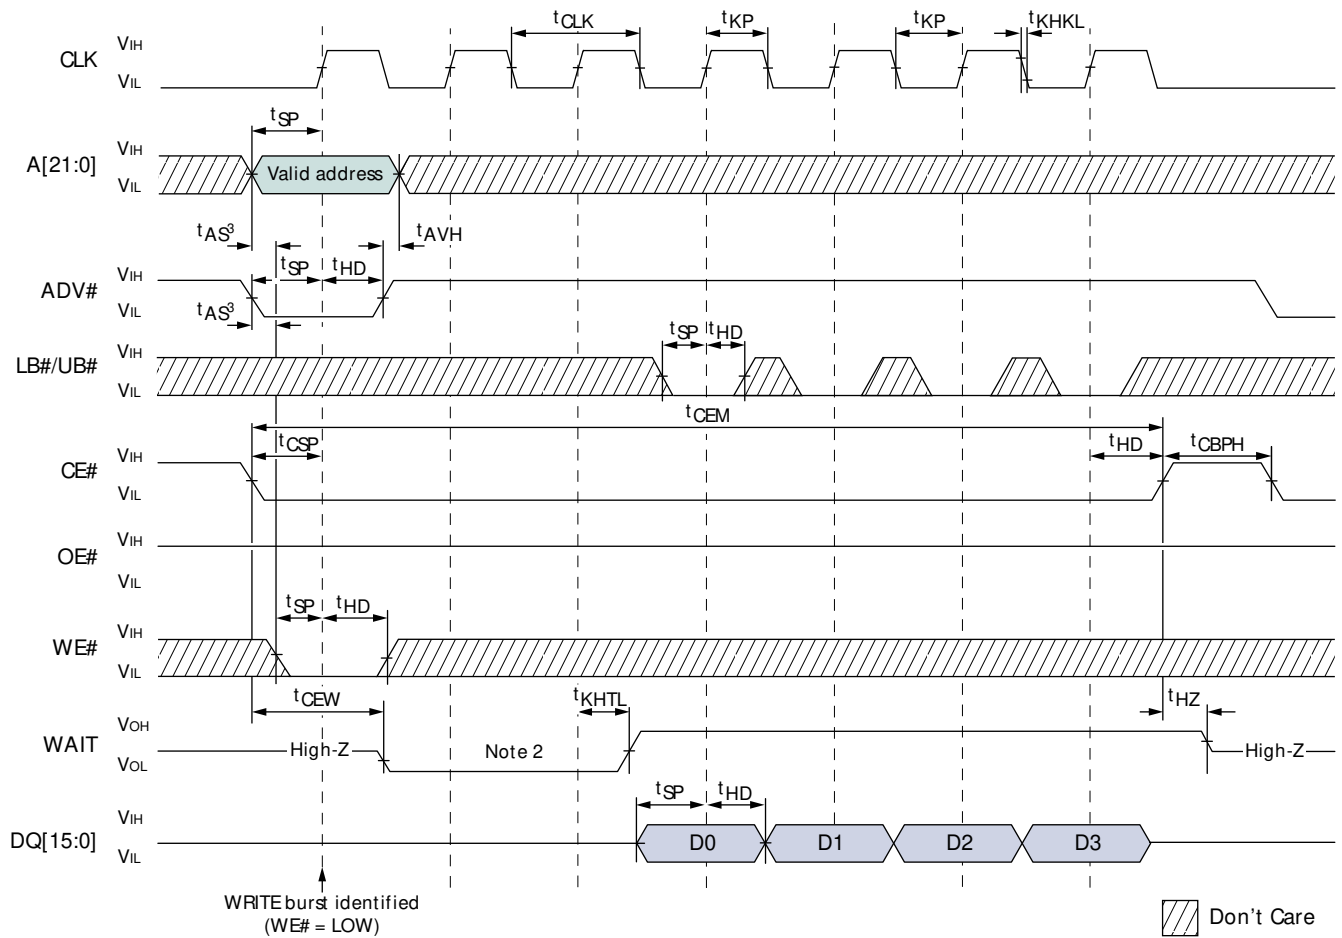 tCLK tKP tKP tKHKL
CLK VIH
VIL
tSP
A[21:0] VIH
VIL
Valid address
tAS3 tAVH
tSP tHD
ADV# VIH
VIL
tAS3
tSP tHD
LB#/UB# VIH
VIL
tCEM
tCSP tHD tCBPH
CE# VIH
VIL
OE# VIH
VIL
tSP tHD
WE# VIH
VIL
tCEW tKHTL tHZ
WAIT VOH
VOL
High-Z Note 2 High-Z
tSP tHD
DQ[15:0] VIH
VIL
D0 D1 D2 D3
WRITE burst identified
(WE# = LOW)
Don't Care